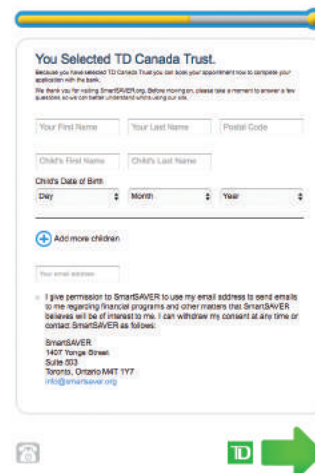 You Selected TD Canada Trust.
Because you have selected TD Canada Trust you can book your appointment now to complete your
application with the bank.
We thank you for visiting SmartSAVER.org. Before moving on, please take a moment to answer a few
questions so we can better understand who's using our site.
Your First Name
Your Last Name
Postal Code
Child's First Name
Child's Last Name
Child's Date of Birth
Day
Month
Year
Add more children
Your email address
I give permission to SmartSAVER to use my email address to send emails
to me regarding financial programs and other matters that SmartSAVER
believes will be of interest to me. I can withdraw my consent at any time or
contact SmartSAVER as follows:
SmartSAVER
1407 Yonge Street
Suite 503
Toronto, Ontario M4T 1Y7
info@smartsaver.org
TD